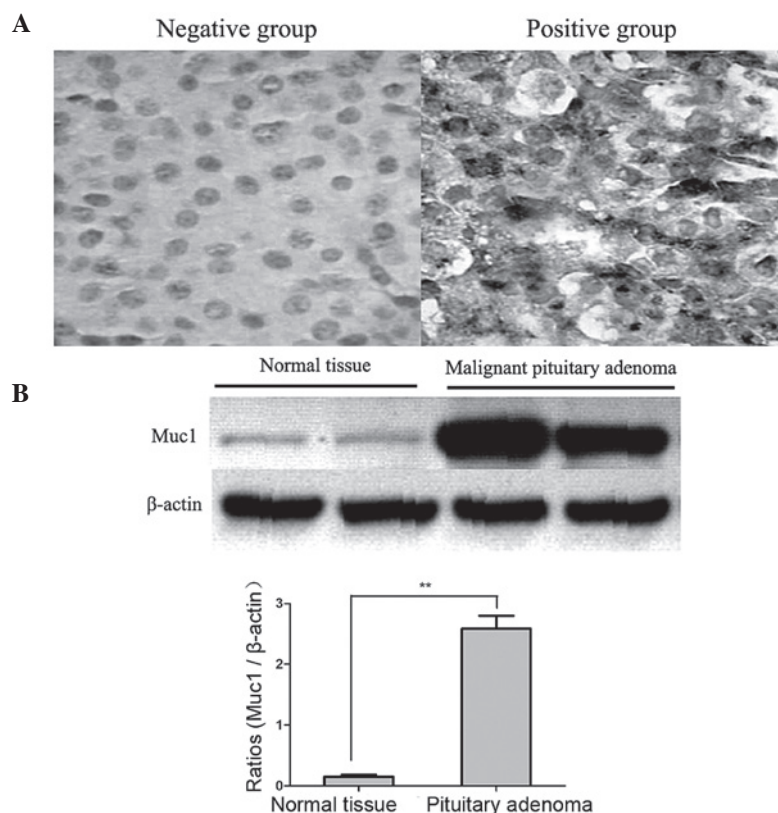 A
Negative group
Positive group
B
Normal tissue
Malignant pituitary adenoma
Muc1
β-actin
**
Ratios (Muc1 / β-actin）
3
2
1
0
Normal tissue
Pituitary adenoma